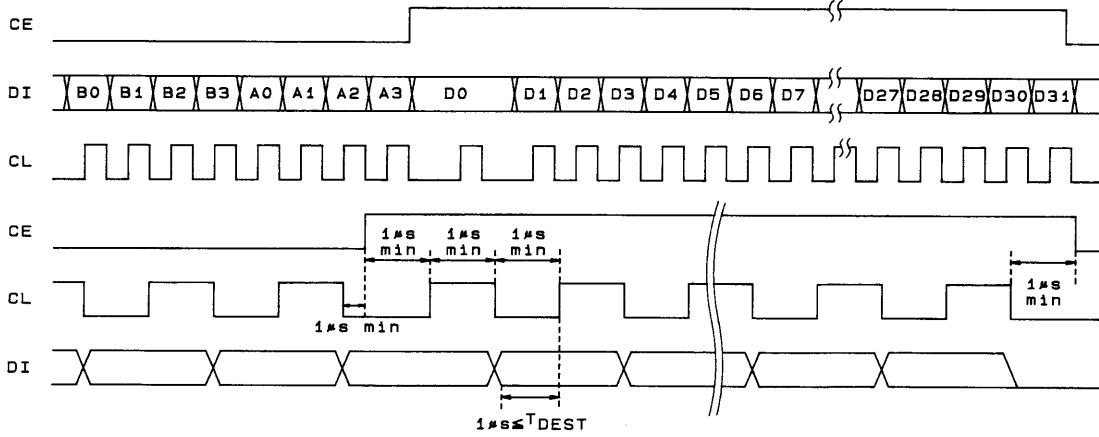 CE
DI B0 B1 B2 B3 A0 A1 A2 A3 D0 D1 D2 D3 D4 D5 D6 D7 D27 D28 D29 D30 D31
CL
CE
1μs min
1μs min
1μs min
CL
1μs min
1μs min
DI
1μs≦TDEST